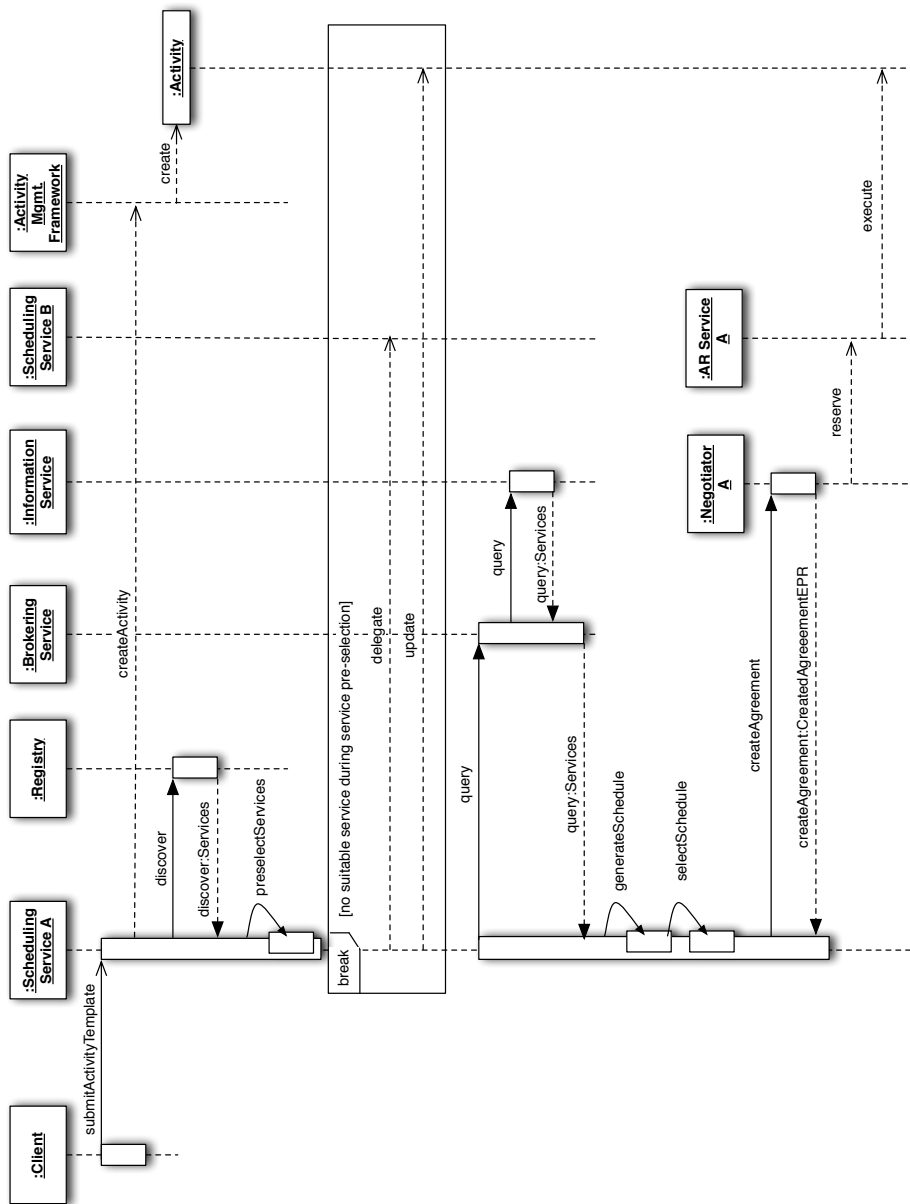 :Client
:Scheduling
Service A
:Registry
:Brokering
Service
:Information
Service
:Scheduling
Service B
:Activity
Mgmt.
Framework
:Activity
submitActivityTemplate
createActivity
create
discover
discover:Services
preselectServices
break
[no suitable service during service pre-selection]
delegate
update
query
query
query:Services
query:Services
generateSchedule
selectSchedule
:Negotiator
A
:AR Service
A
createAgreement
createAgreement:CreatedAgreeementEPR
reserve
execute